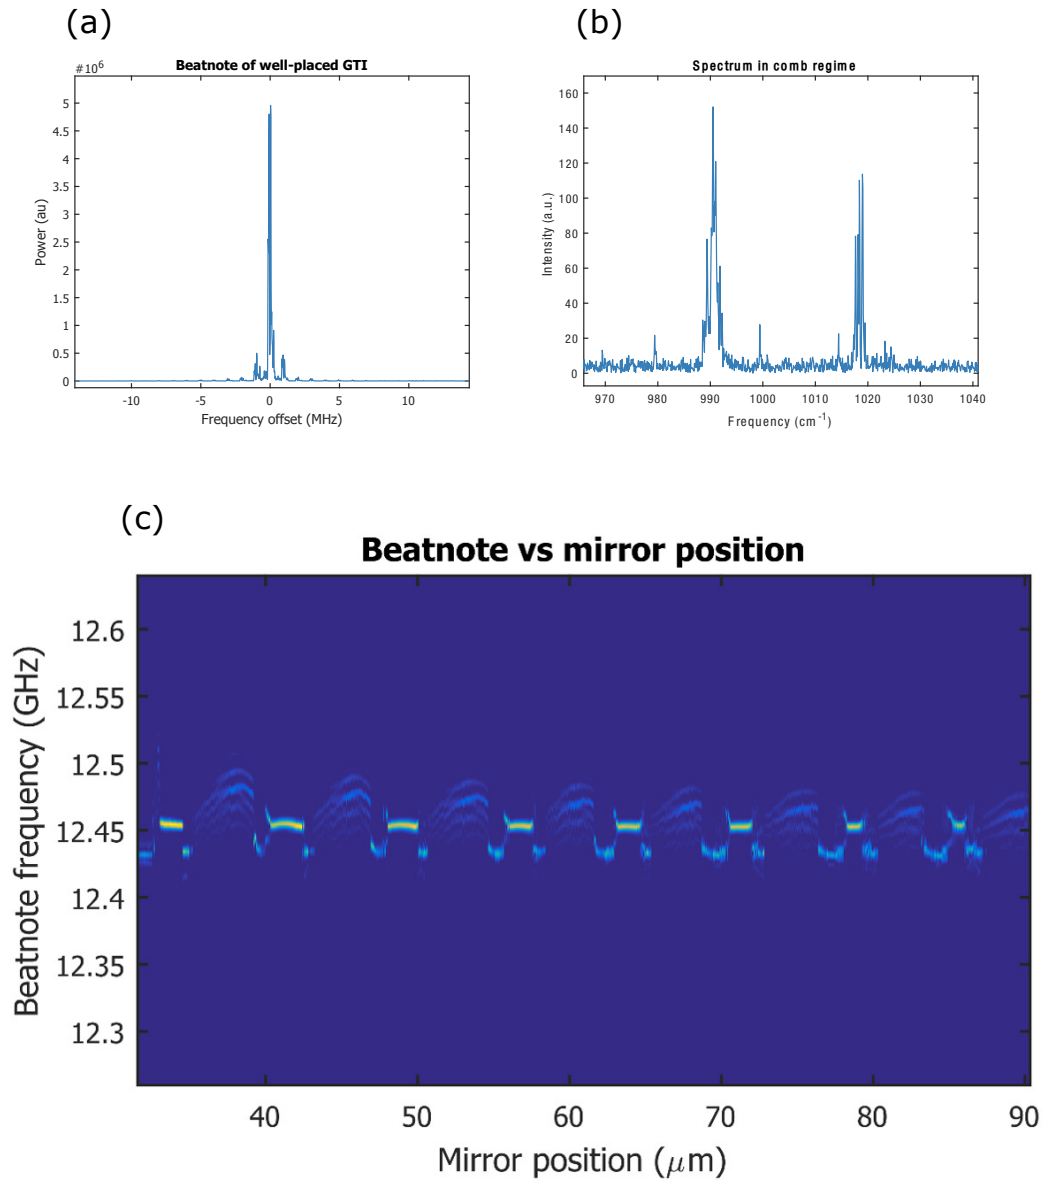 (a)
Beatnote of well-placed GTI
#10^6
5
4.5
4
3.5
3
2.5
2
1.5
1
0.5
0
Power (au)
-10 -5 0 5 10
Frequency offset (MHz)
(b)
Spectrum in comb regime
160
140
120
100
80
60
40
20
0
Intensity (a.u.)
970 980 990 1000 1010 1020 1030 1040
Frequency (cm^-1)
(c)
Beatnote vs mirror position
12.6
12.55
12.5
12.45
12.4
12.35
12.3
Beatnote frequency (GHz)
40 50 60 70 80 90
Mirror position (μm)